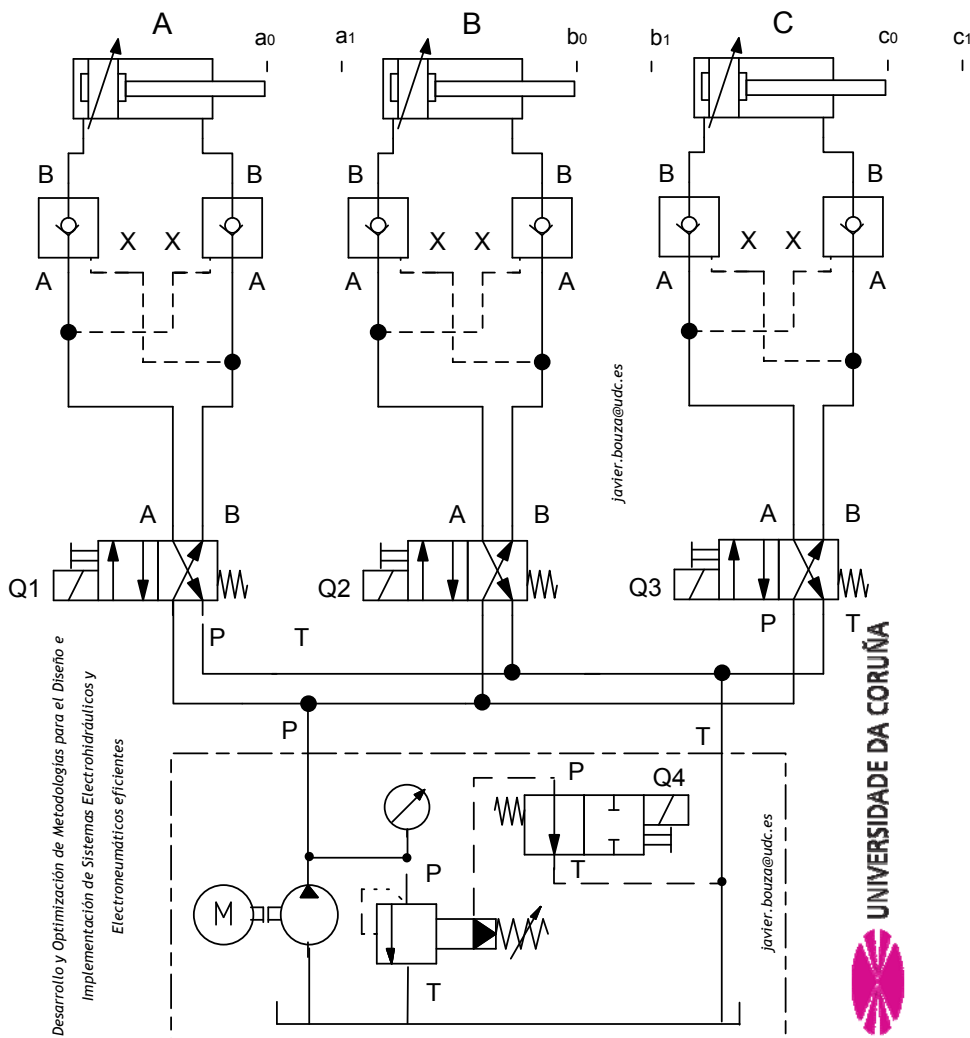 A a0 a1 B b0 b1 C c0 c1
B B B B B B
X X X X X X
A A A A A A
javier.bouza@udc.es
A B A B A B
Q1 Q2 Q3
P T P T
P T
Desarrollo y Optimización de Metodologías para el Diseño e
Implementación de Sistemas Electrohidráulicos y
Electroneumáticos eficientes
P Q4
T
P
M
T
javier.bouza@udc.es
UNIVERSIDADE DA CORUÑA